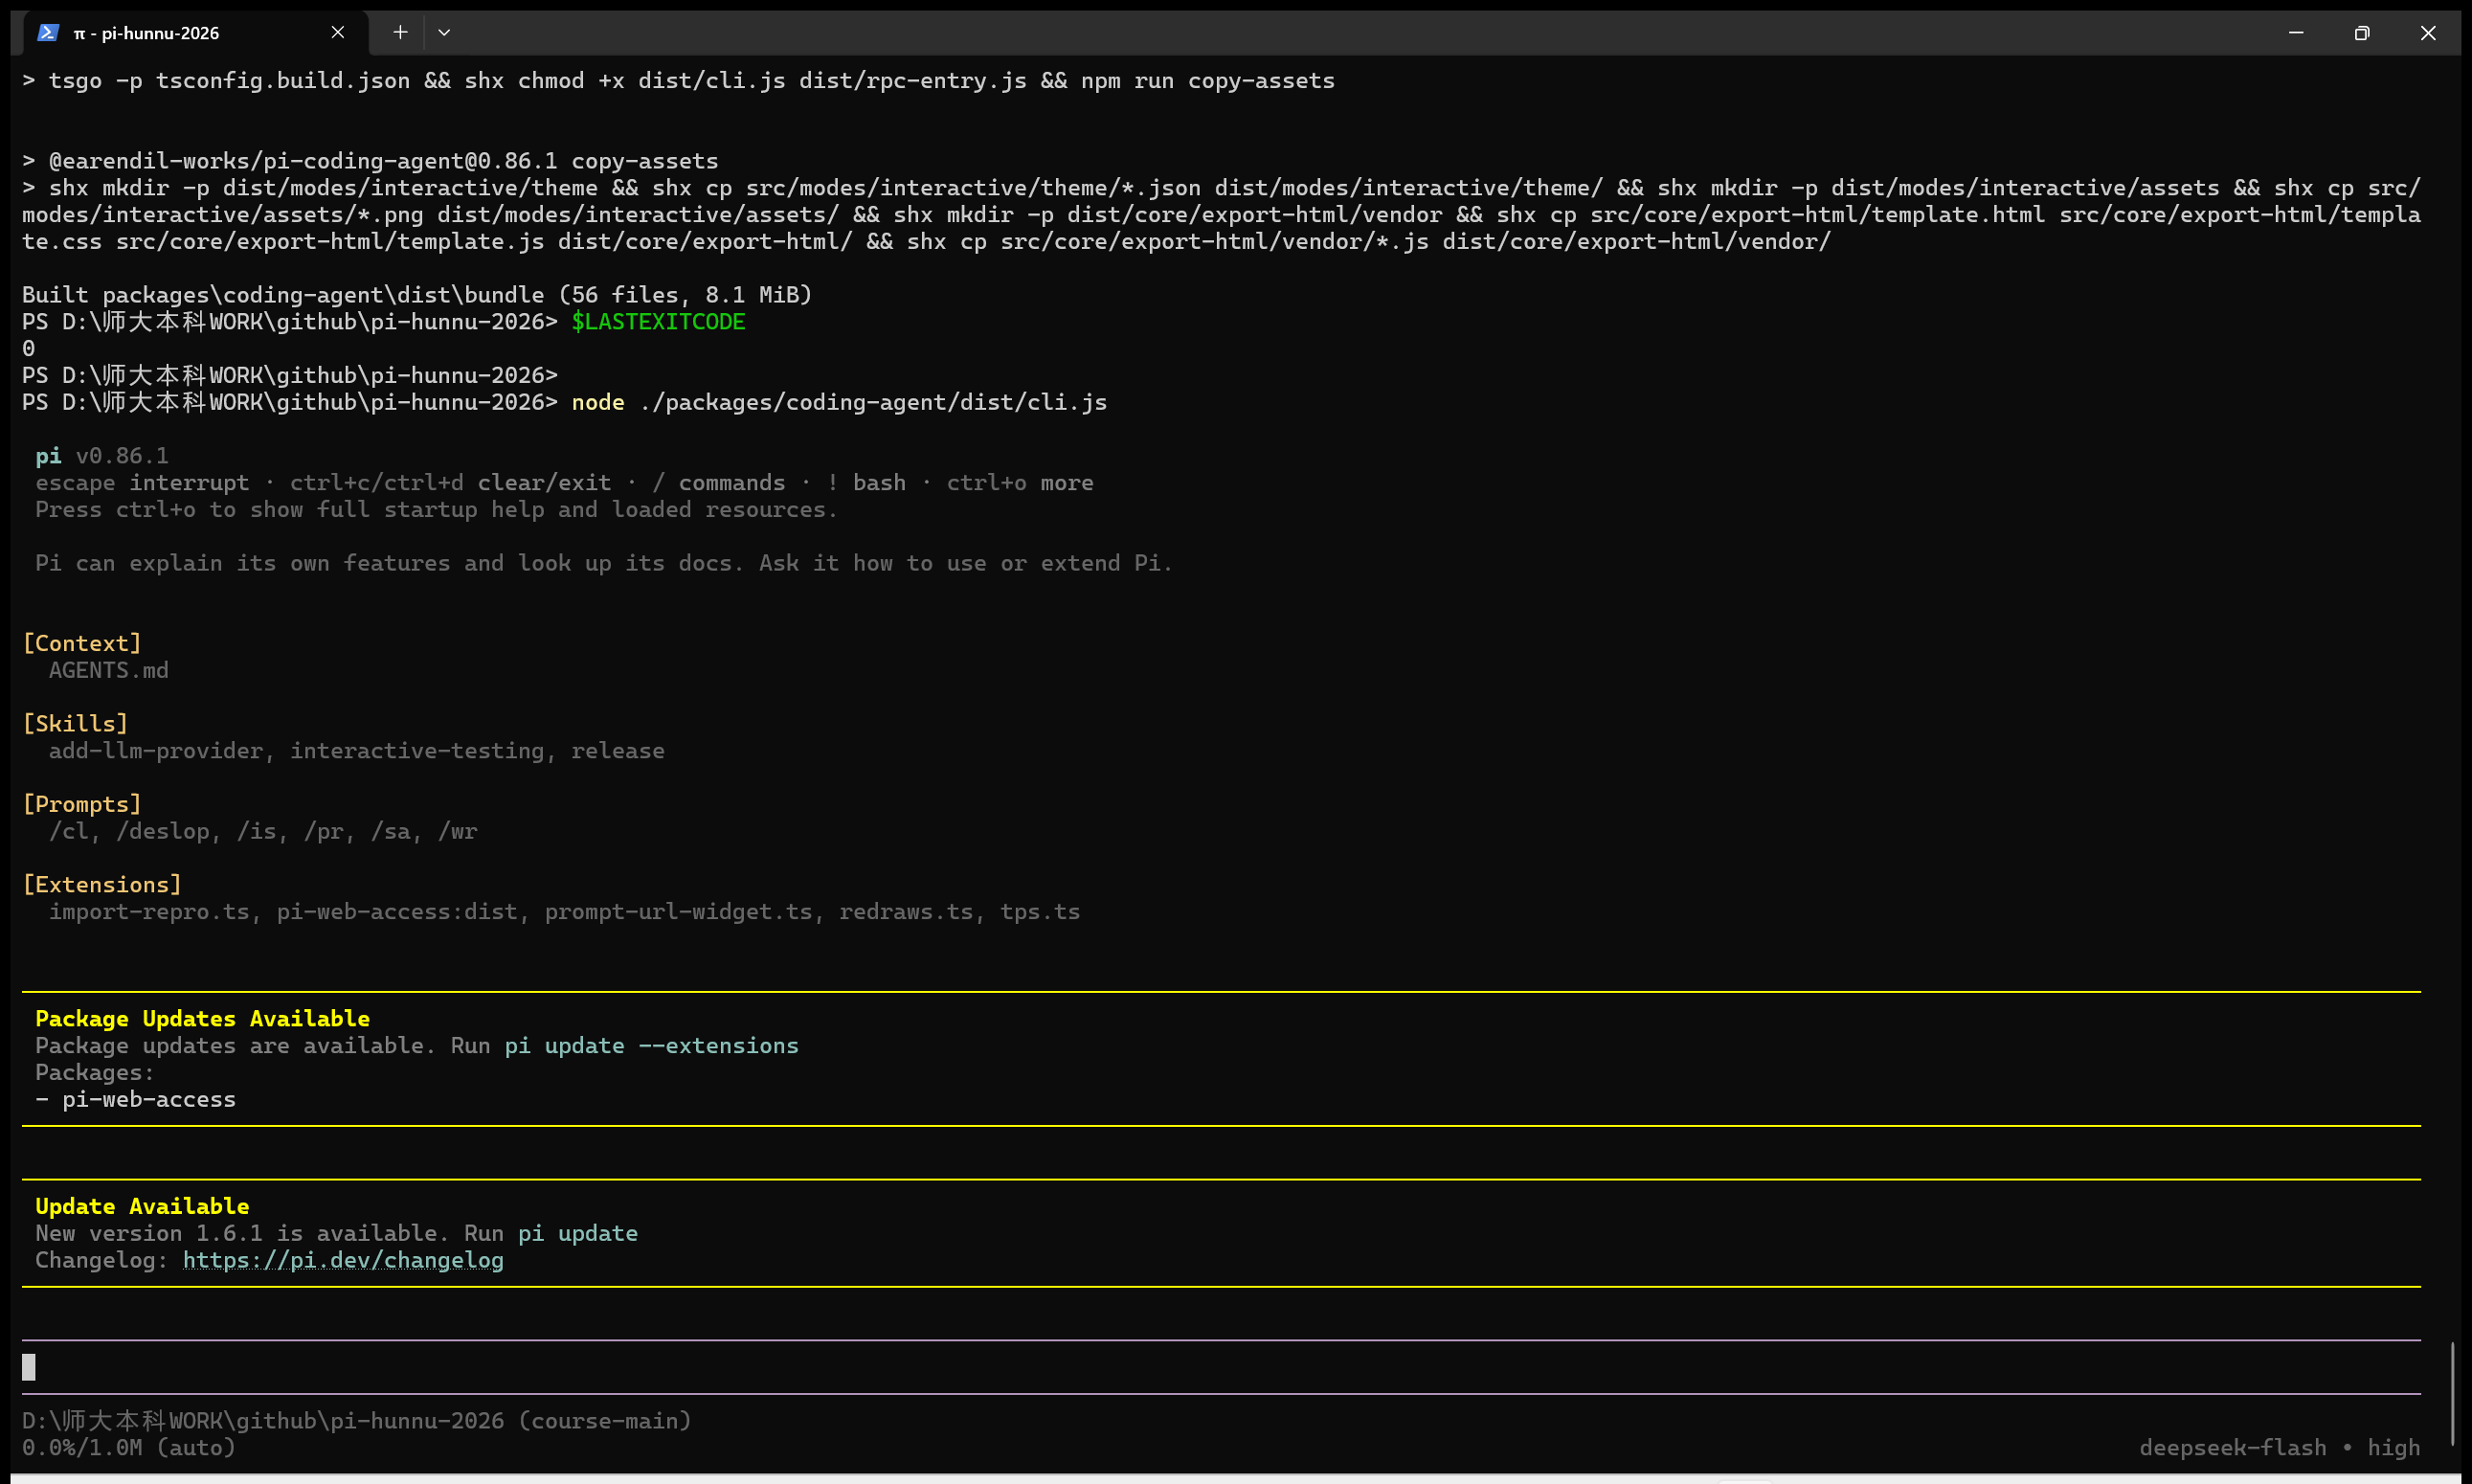 π - pi-hunnu-2026
> tsgo -p tsconfig.build.json && shx chmod +x dist/cli.js dist/rpc-entry.js && npm run copy-assets
> @earendil-works/pi-coding-agent@0.86.1 copy-assets
> shx mkdir -p dist/modes/interactive/theme && shx cp src/modes/interactive/theme/*.json dist/modes/interactive/theme/ && shx mkdir -p dist/modes/interactive/assets && shx cp src/
modes/interactive/assets/*.png dist/modes/interactive/assets/ && shx mkdir -p dist/core/export-html/vendor && shx cp src/core/export-html/template.html src/core/export-html/templa
te.css src/core/export-html/template.js dist/core/export-html/ && shx cp src/core/export-html/vendor/*.js dist/core/export-html/vendor/
Built packages\coding-agent\dist\bundle (56 files, 8.1 MiB)
PS D:\师大本科WORK\github\pi-hunnu-2026> $LASTEXITCODE
0
PS D:\师大本科WORK\github\pi-hunnu-2026>
PS D:\师大本科WORK\github\pi-hunnu-2026> node ./packages/coding-agent/dist/cli.js
pi v0.86.1
escape interrupt · ctrl+c/ctrl+d clear/exit · / commands · ! bash · ctrl+o more
Press ctrl+o to show full startup help and loaded resources.
Pi can explain its own features and look up its docs. Ask it how to use or extend Pi.
[Context]
AGENTS.md
[Skills]
add-llm-provider, interactive-testing, release
[Prompts]
/cl, /deslop, /is, /pr, /sa, /wr
[Extensions]
import-repro.ts, pi-web-access:dist, prompt-url-widget.ts, redraws.ts, tps.ts
Package Updates Available
Package updates are available. Run pi update --extensions
Packages:
- pi-web-access
Update Available
New version 1.6.1 is available. Run pi update
Changelog: https://pi.dev/changelog
D:\师大本科WORK\github\pi-hunnu-2026 (course-main)
0.0%/1.0M (auto) deepseek-flash • high